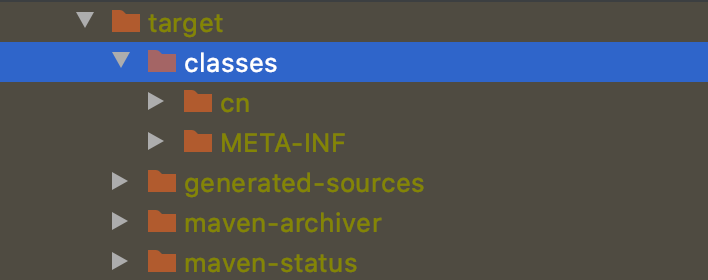 target
classes
cn
META-INF
generated-sources
maven-archiver
maven-status